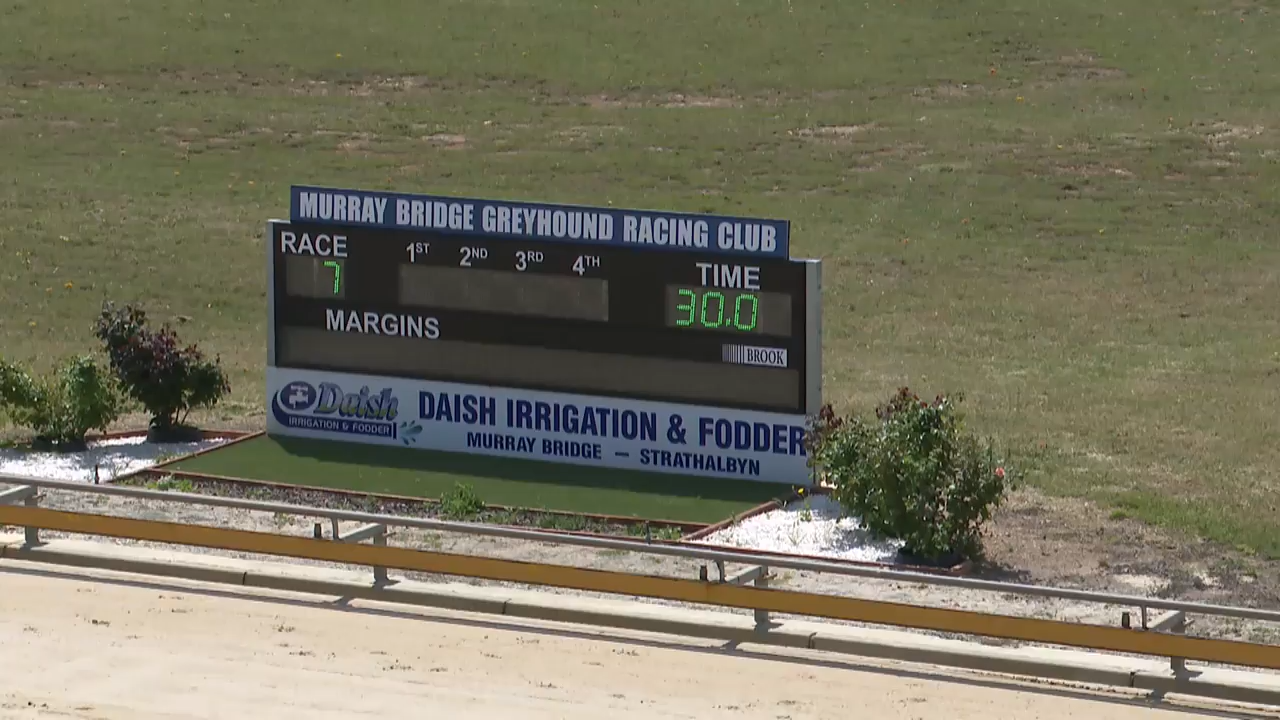 MURRAY BRIDGE GREYHOUND RACING CLUB
RACE 1ST 2ND 3RD 4TH TIME
7 30.0
MARGINS
BROOK
Daish
IRRIGATION & FODDER
DAISH IRRIGATION & FODDER
MURRAY BRIDGE – STRATHALBYN